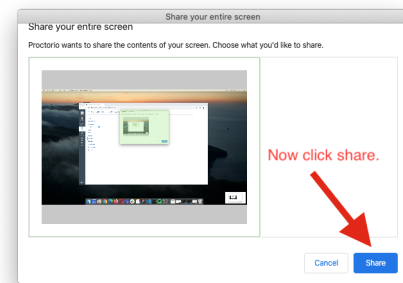 Share your entire screen
Share your entire screen
Proctorio wants to share the contents of your screen. Choose what you'd like to share.
Now click share.
Cancel
Share